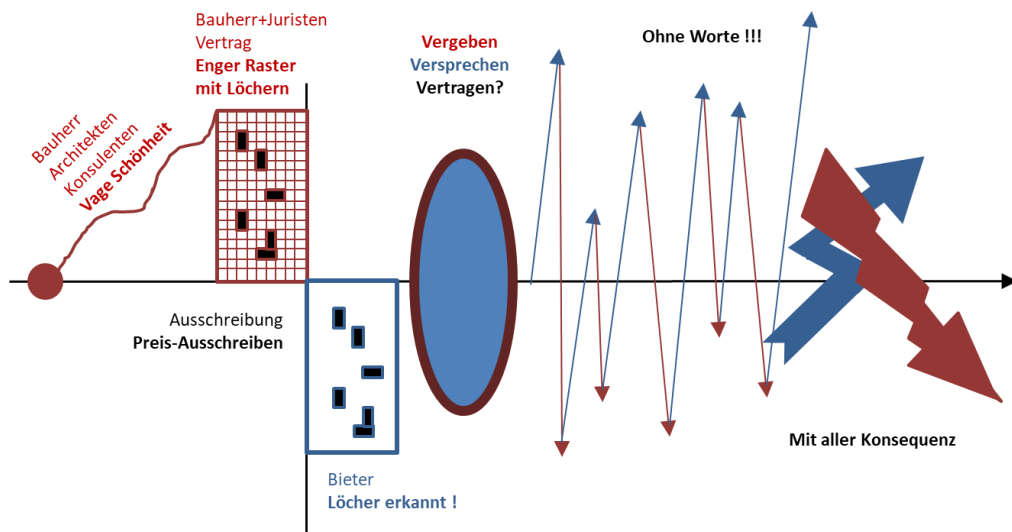 Bauherr
Architekten
Konsulenten
Vage Schönheit
Bauherr+Juristen
Vertrag
Enger Raster
mit Löchern
Ausschreibung
Preis-Ausschreiben
Bieter
Löcher erkannt !
Vergeben
Versprechen
Vertragen?
Ohne Worte !!!
Mit aller Konsequenz